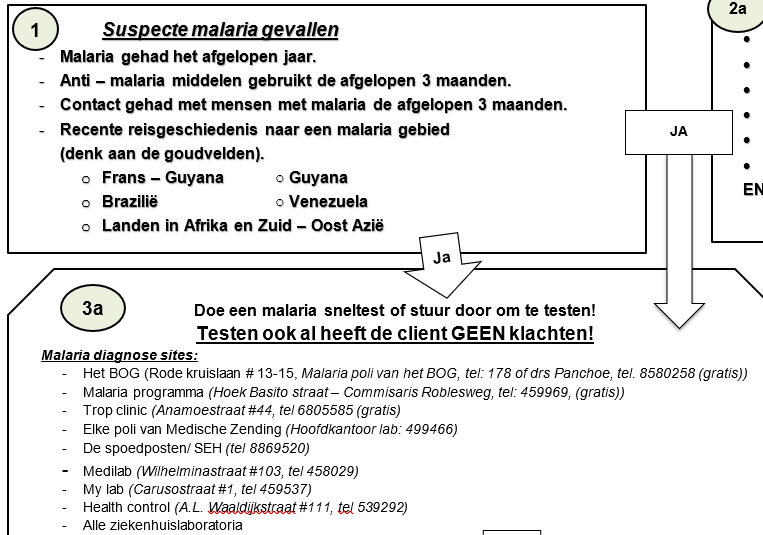 1
Suspecte malaria gevallen
- Malaria gehad het afgelopen jaar.
- Anti – malaria middelen gebruikt de afgelopen 3 maanden.
- Contact gehad met mensen met malaria de afgelopen 3 maanden.
- Recente reisgeschiedenis naar een malaria gebied
(denk aan de goudvelden).
o Frans – Guyana ○ Guyana
o Brazilië ○ Venezuela
o Landen in Afrika en Zuid – Oost Azië
2a
•
•
•
•
•
•
EN
JA
Ja
3a
Doe een malaria sneltest of stuur door om te testen!
Testen ook al heeft de client GEEN klachten!
Malaria diagnose sites:
- Het BOG (Rode kruislaan # 13-15, Malaria poli van het BOG, tel: 178 of drs Panchoe, tel. 8580258 (gratis))
- Malaria programma (Hoek Basito straat – Commisaris Roblesweg, tel: 459969, (gratis))
- Trop clinic (Anamoestraat #44, tel 6805585 (gratis)
- Elke poli van Medische Zending (Hoofdkantoor lab: 499466)
- De spoedposten/ SEH (tel 8869520)
- Medilab (Wilhelminastraat #103, tel 458029)
- My lab (Carusostraat #1, tel 459537)
- Health control (A.L. Waaldijkstraat #111, tel 539292)
- Alle ziekenhuislaboratoria